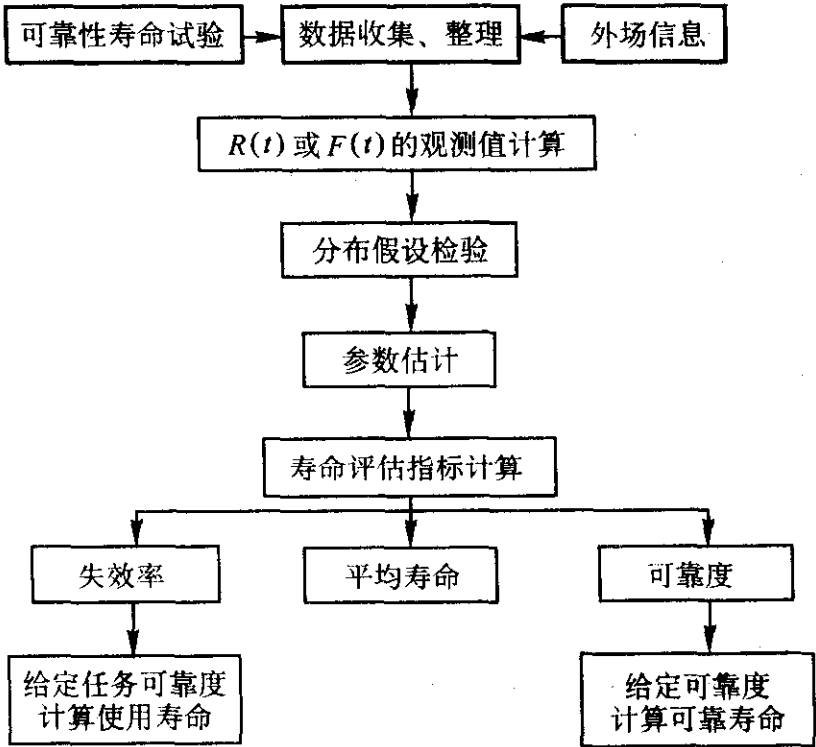 可靠性寿命试验
数据收集、整理
外场信息
R(t)或F(t)的观测值计算
分布假设检验
参数估计
寿命评估指标计算
失效率
平均寿命
可靠度
给定任务可靠度
计算使用寿命
给定可靠度
计算可靠寿命